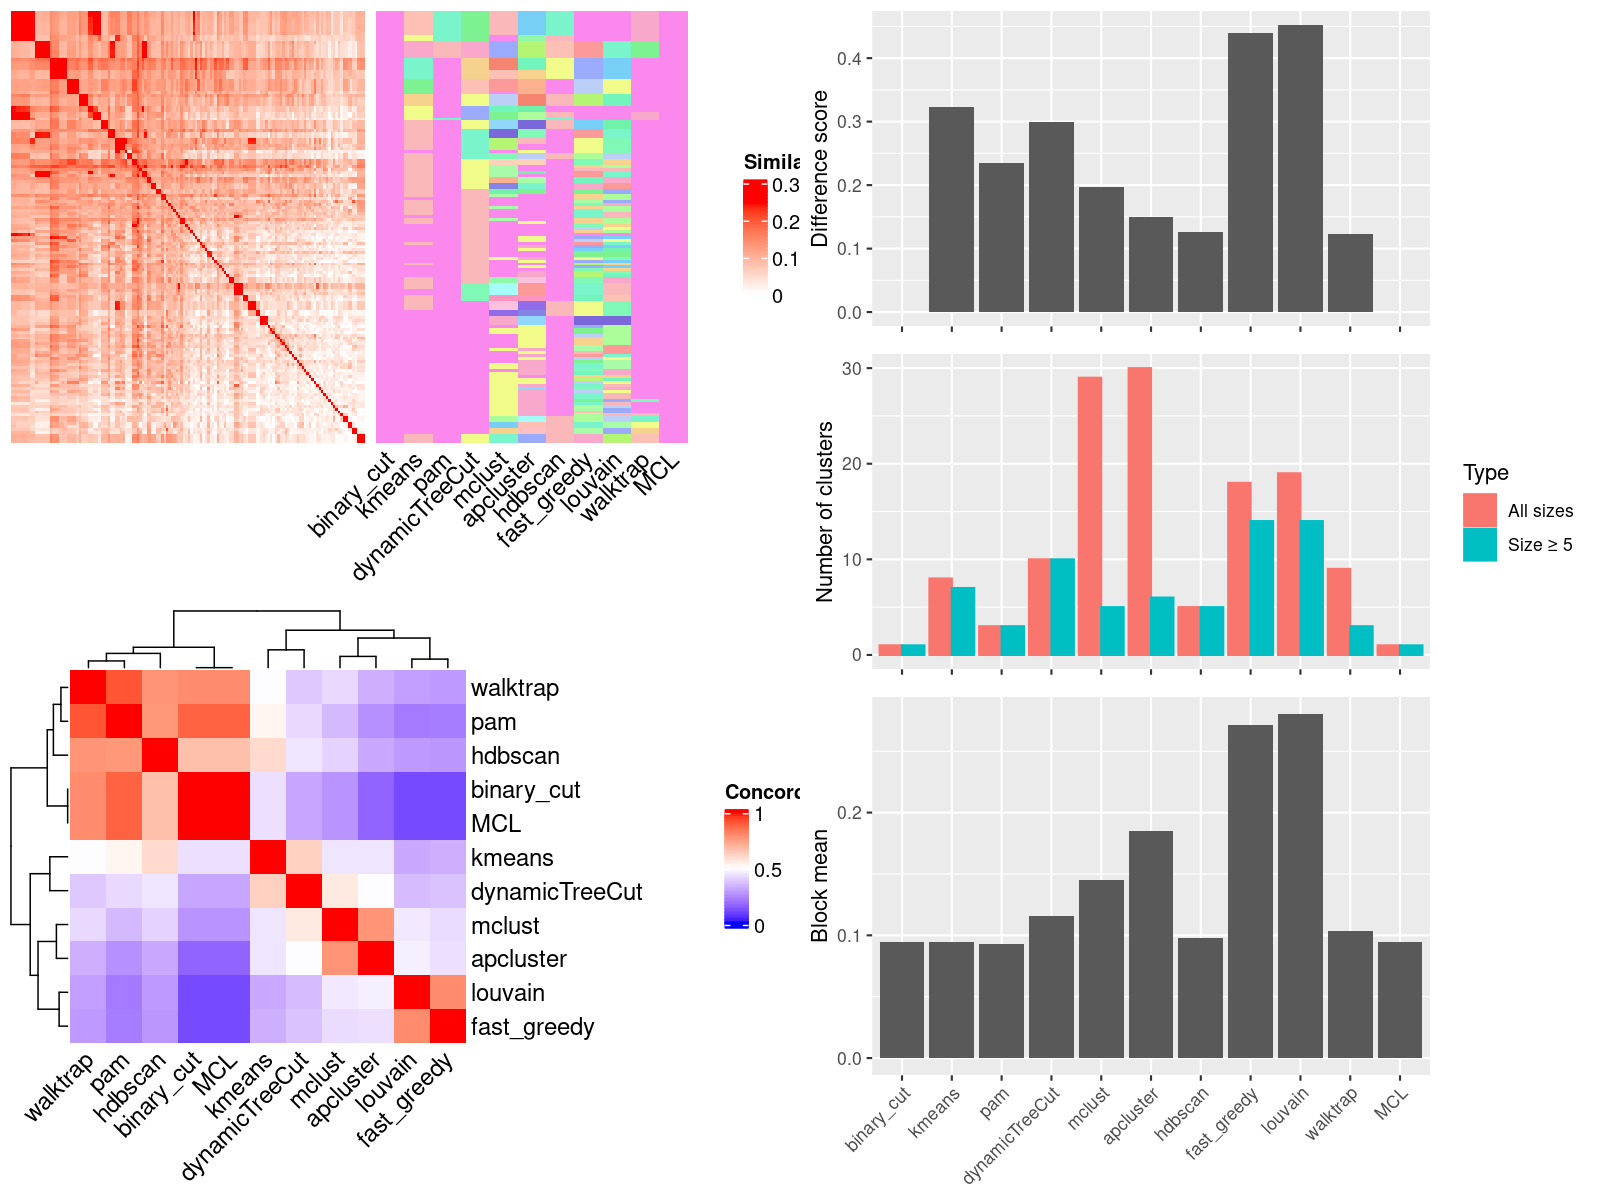 Simila
0.3
0.2
0.1
0
binary_cut
kmeans
pam
dynamicTreeCut
mclust
apcluster
hdbscan
fast_greedy
louvain
walktrap
MCL
walktrap
pam
hdbscan
binary_cut
MCL
kmeans
dynamicTreeCut
mclust
apcluster
louvain
fast_greedy
walktrap
pam
hdbscan
binary_cut
MCL
kmeans
dynamicTreeCut
mclust
apcluster
louvain
fast_greedy
Concord
1
0.5
0
Difference score
0.4
0.3
0.2
0.1
0.0
Number of clusters
30
20
10
0
Type
All sizes
Size ≥ 5
Block mean
0.2
0.1
0.0
binary_cut
kmeans
pam
dynamicTreeCut
mclust
apcluster
hdbscan
fast_greedy
louvain
walktrap
MCL